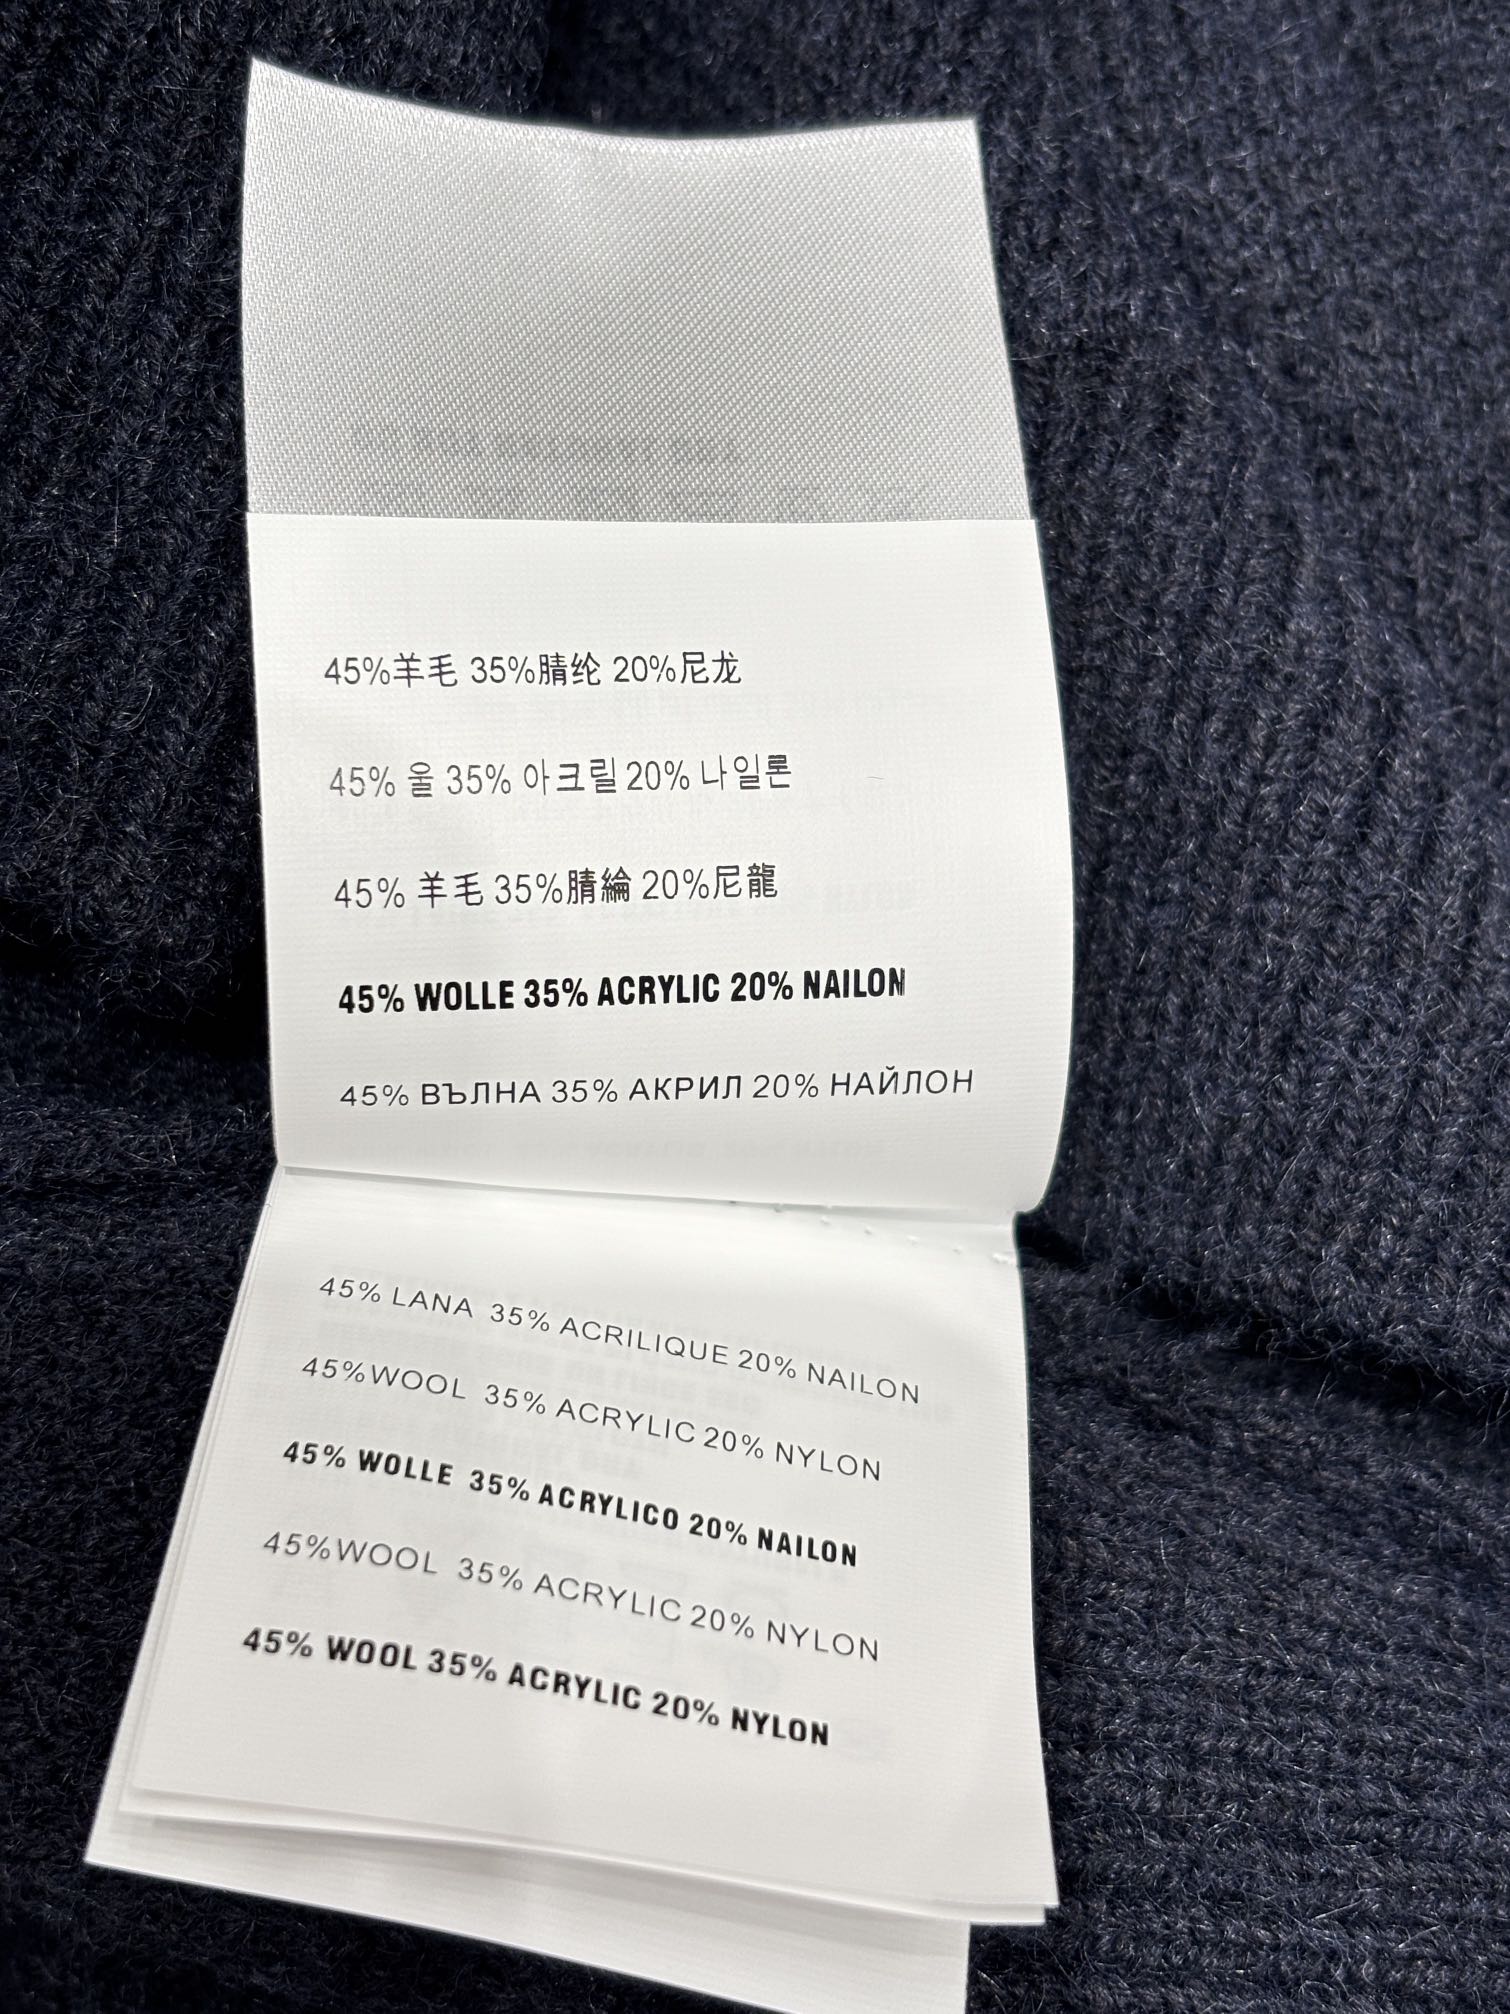 45%羊毛 35%腈纶 20%尼龙
45% 울 35% 아크릴 20% 나일론
45% 羊毛 35%腈綸 20%尼龍
45% WOLLE 35% ACRYLIC 20% NAILON
45% ВЪЛНА 35% АКРИЛ 20% НАЙЛОН
45% LANA 35% ACRILIQUE 20% NAILON
45%WOOL 35% ACRYLIC 20% NYLON
45% WOLLE 35% ACRYLICO 20% NAILON
45%WOOL 35% ACRYLIC 20% NYLON
45% WOOL 35% ACRYLIC 20% NYLON